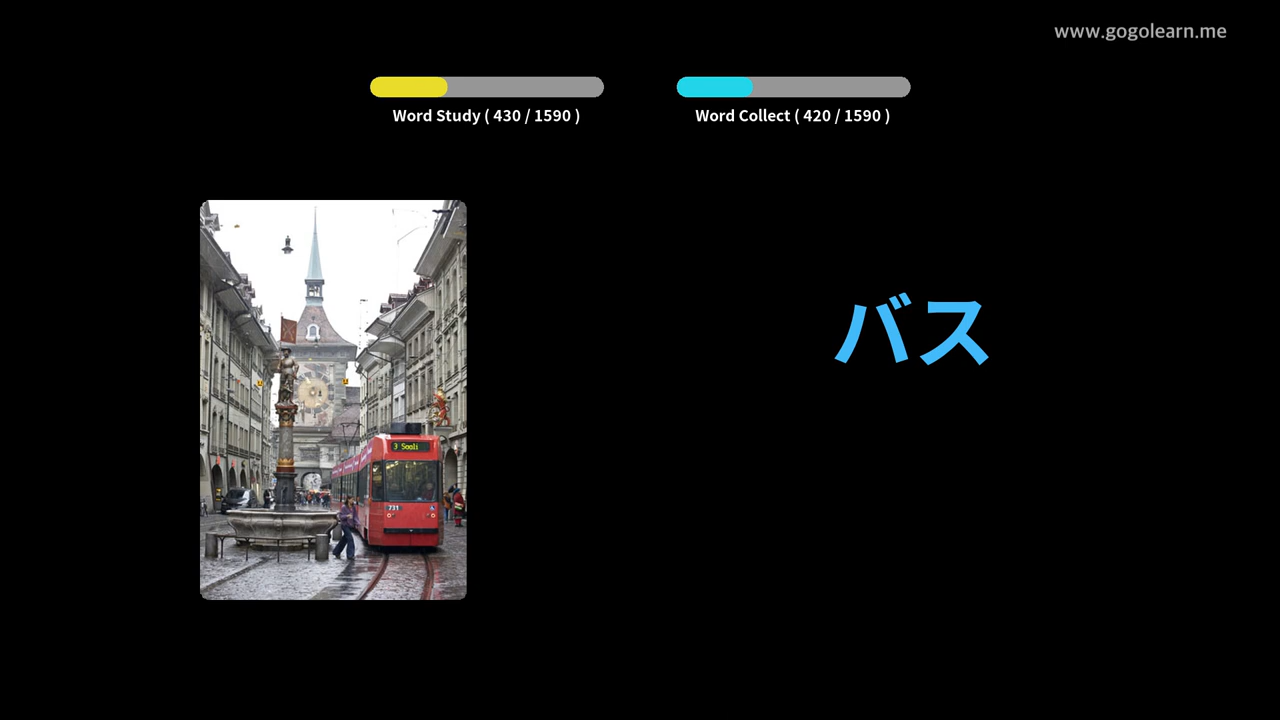 www.gogolearn.me
Word Study ( 430 / 1590 )
Word Collect ( 420 / 1590 )
バス
3 Saali
731